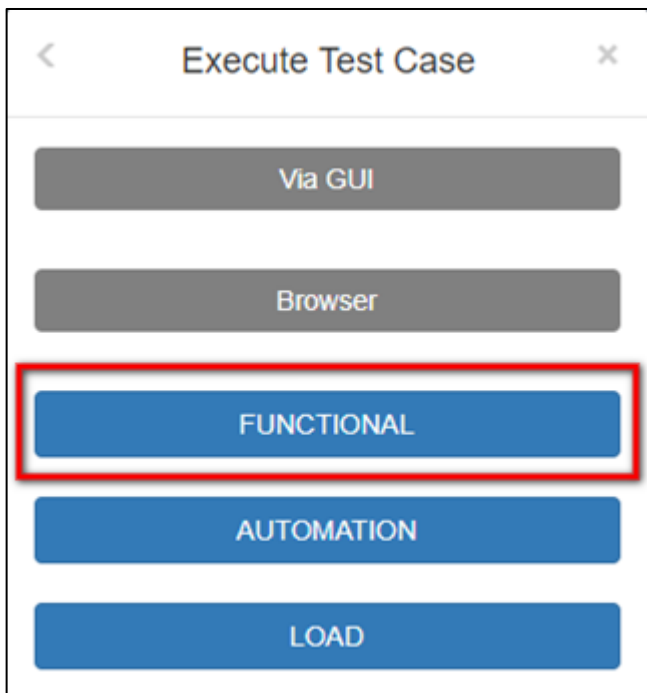 Execute Test Case
Via GUI
Browser
FUNCTIONAL
AUTOMATION
LOAD